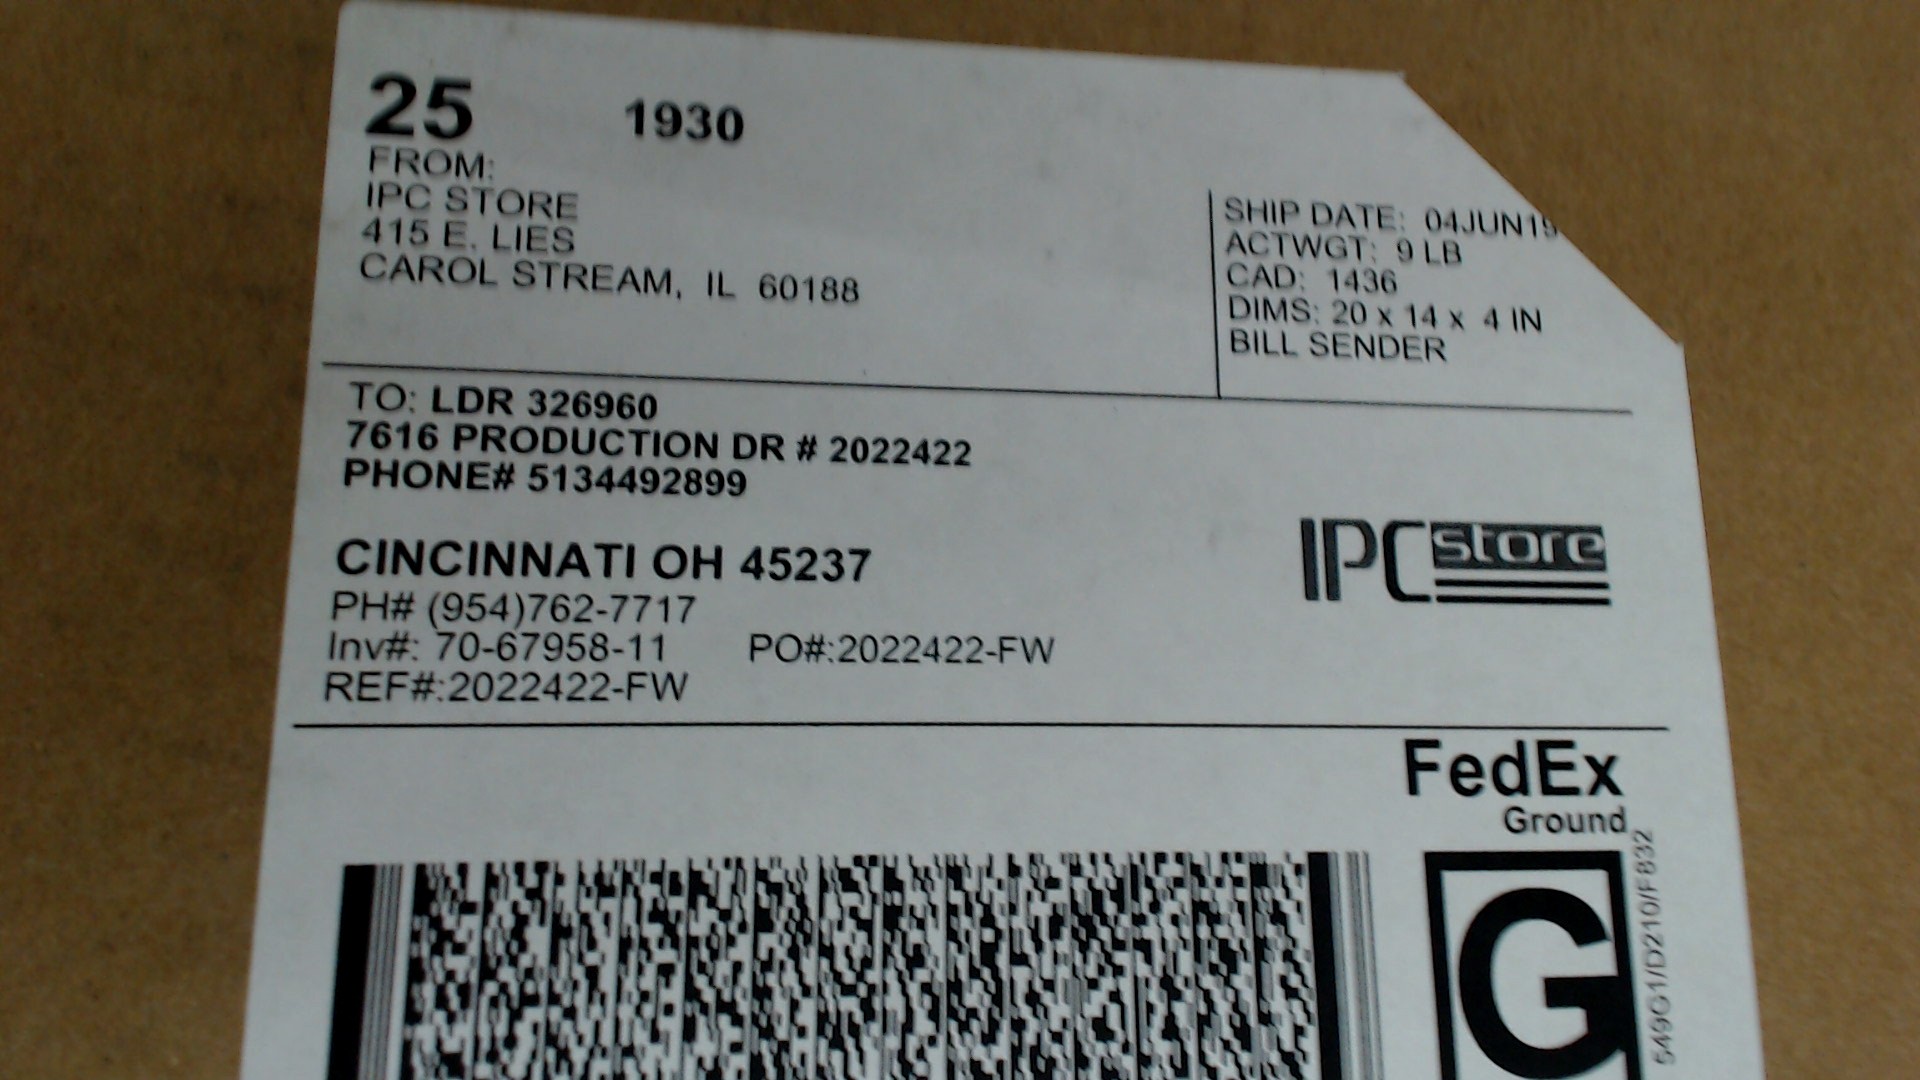 25 1930
FROM:
IPC STORE
415 E. LIES
CAROL STREAM, IL 60188
SHIP DATE: 04JUN19
ACTWGT: 9 LB
CAD: 1436
DIMS: 20 x 14 x 4 IN
BILL SENDER
TO: LDR 326960
7616 PRODUCTION DR # 2022422
PHONE# 5134492899
CINCINNATI OH 45237
PH# (954)762-7717
Inv#: 70-67958-11 PO#:2022422-FW
REF#:2022422-FW
IPC store
FedEx
Ground
G
549G1/D210/F832